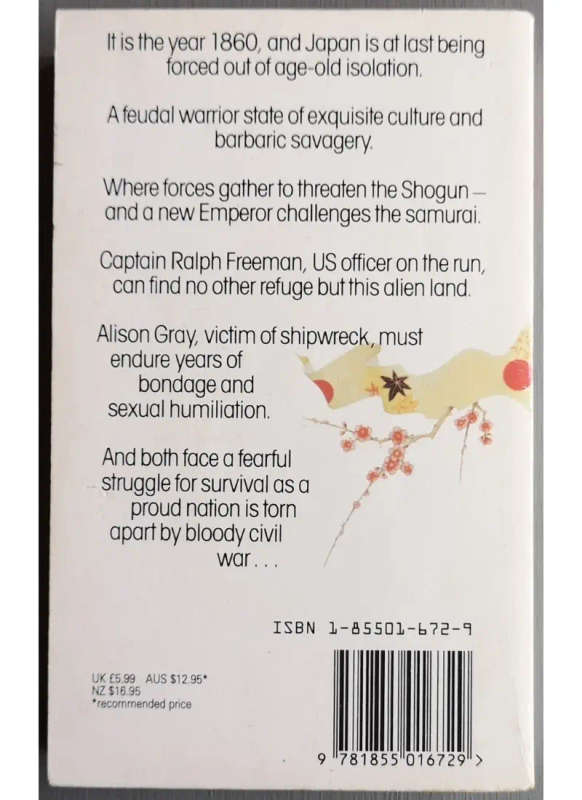 It is the year 1860, and Japan is at last being
forced out of age-old isolation.
A feudal warrior state of exquisite culture and
barbaric savagery.
Where forces gather to threaten the Shogun –
and a new Emperor challenges the samurai.
Captain Ralph Freeman, US officer on the run,
can find no other refuge but this alien land.
Alison Gray, victim of shipwreck, must
endure years of
bondage and
sexual humiliation.
And both face a fearful
struggle for survival as a
proud nation is torn
apart by bloody civil
war...
ISBN 1-85501-672-9
UK £5.99 AUS $12.95*
NZ $16.95
*recommended price
9 781855 016729 >